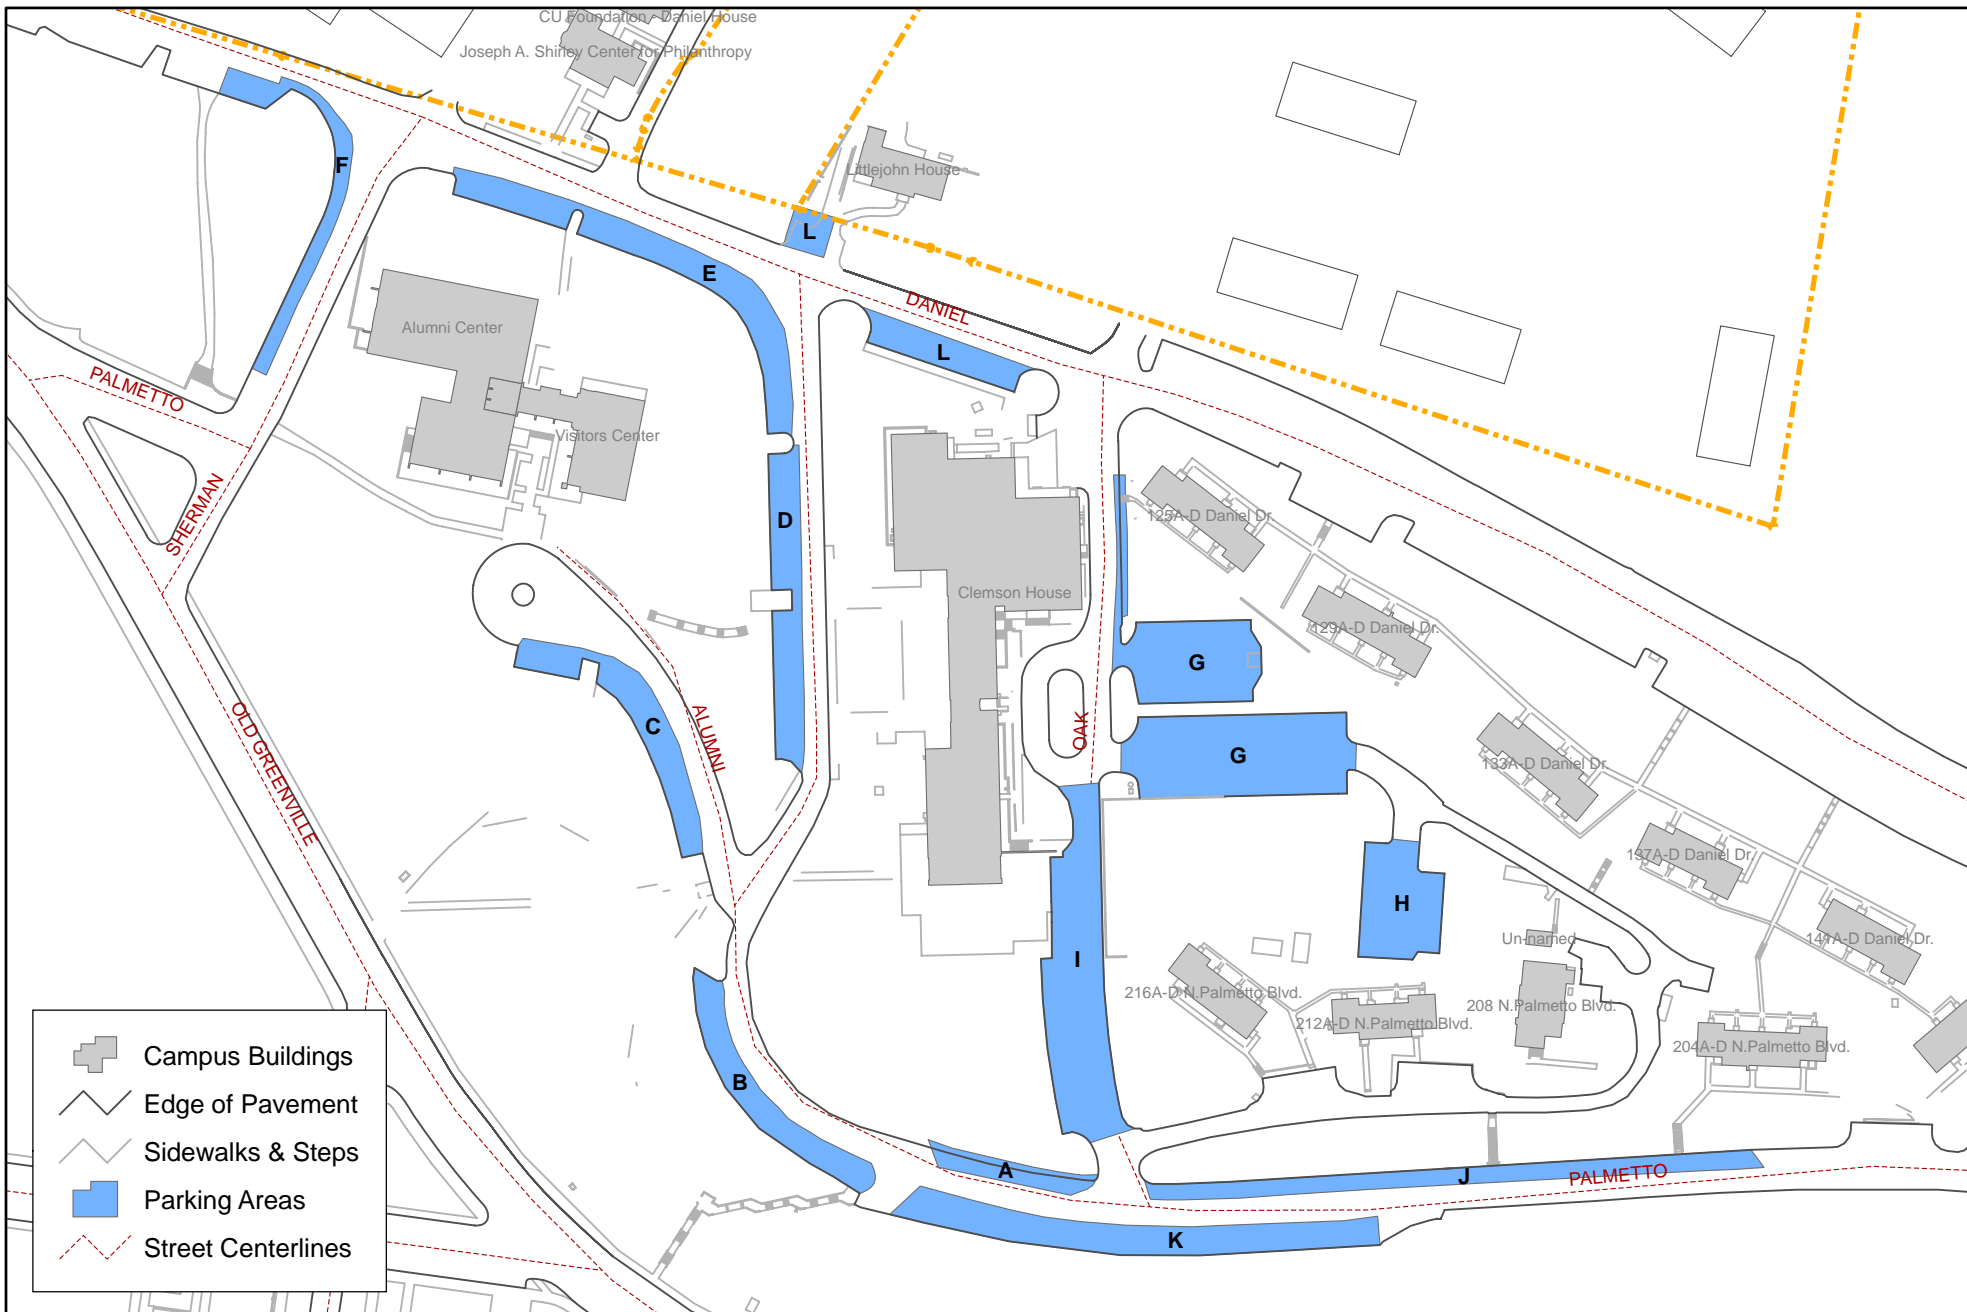 CU Foundation - Daniel House
Joseph A. Shirley Center for Philanthropy
F
Littlejohn House
L
E
DANIEL
Alumni Center
L
PALMETTO
Visitors Center
SHERMAN
D
125A-D Daniel Dr.
Clemson House
129A-D Daniel Dr.
G
C
ALUMNI
OAK
OLD GREENVILLE
G
133A-D Daniel Dr.
137A-D Daniel Dr.
H
Un-named
141A-D Daniel Dr.
I
216A-D N.Palmetto Blvd.
212A-D N.Palmetto Blvd.
208 N.Palmetto Blvd.
204A-D N.Palmetto Blvd.
B
A
J
PALMETTO
K
Campus Buildings
Edge of Pavement
Sidewalks & Steps
Parking Areas
Street Centerlines